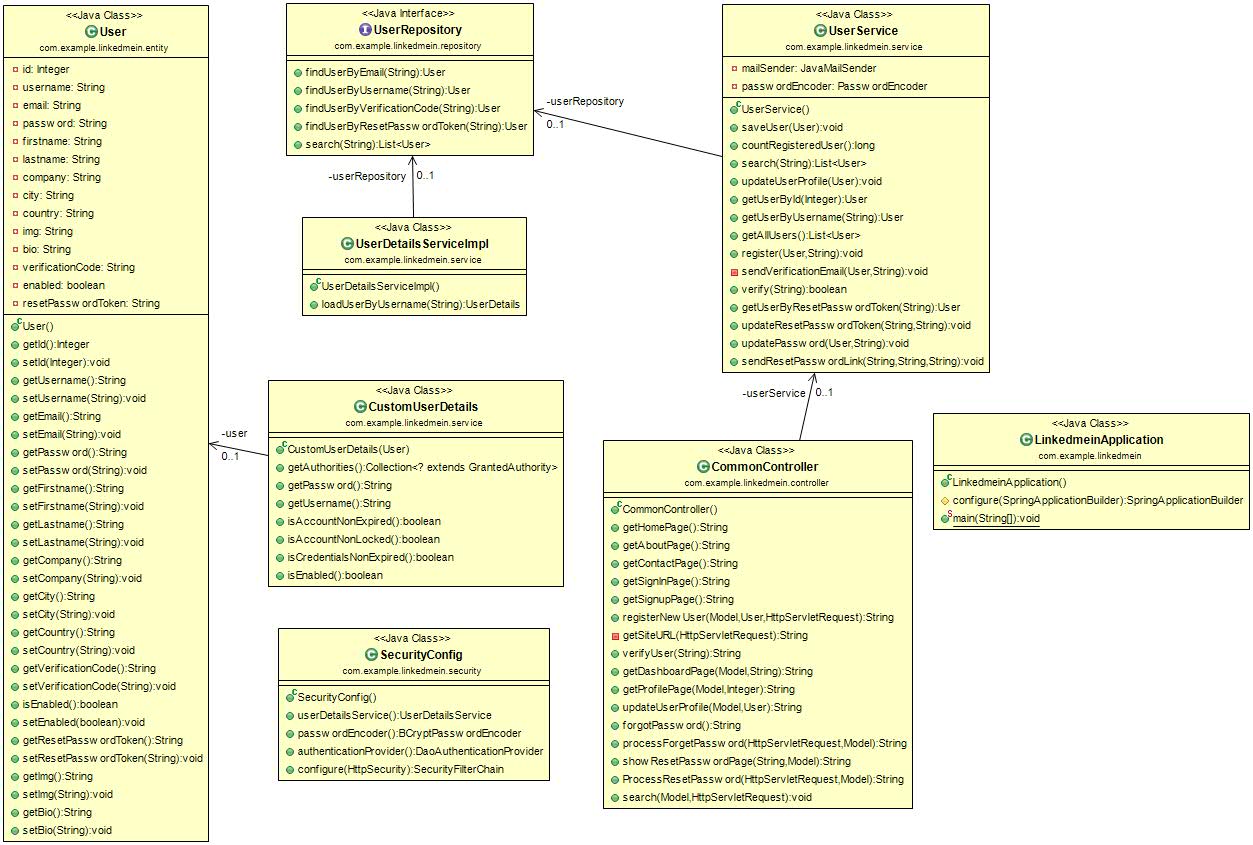 <<Java Class>>
User
com.example.linkedmein.entity
id: Integer
username: String
email: String
password: String
firstname: String
lastname: String
company: String
city: String
country: String
img: String
bio: String
verificationCode: String
enabled: boolean
resetPasswordToken: String
User()
getId():Integer
setId(Integer):void
getUsername():String
setUsername(String):void
getEmail():String
setEmail(String):void
getPassword():String
setPassword(String):void
getFirstname():String
setFirstname(String):void
getLastname():String
setLastname(String):void
getCompany():String
setCompany(String):void
getCity():String
setCity(String):void
getCountry():String
setCountry(String):void
getVerificationCode():String
setVerificationCode(String):void
isEnabled():boolean
setEnabled(boolean):void
getResetPasswordToken():String
setResetPasswordToken(String):void
getImg():String
setImg(String):void
getBio():String
setBio(String):void
<<Java Interface>>
UserRepository
com.example.linkedmein.repository
findUserByEmail(String):User
findUserByUsername(String):User
findUserByVerificationCode(String):User
findUserByResetPasswordToken(String):User
search(String):List<User>
-userRepository
0..1
-userRepository
0..1
<<Java Class>>
UserDetailsServiceImpl
com.example.linkedmein.service
UserDetailsServiceImpl()
loadUserByUsername(String):UserDetails
<<Java Class>>
UserService
com.example.linkedmein.service
mailSender: JavaMailSender
passwordEncoder: PasswordEncoder
UserService()
saveUser(User):void
countRegisteredUser():long
search(String):List<User>
updateUserProfile(User):void
getUserById(Integer):User
getUserByUsername(String):User
getAllUsers():List<User>
register(User,String):void
sendVerificationEmail(User,String):void
verify(String):boolean
getUserByResetPasswordToken(String):User
updateResetPasswordToken(String,String):void
updatePassword(User,String):void
sendResetPasswordLink(String,String,String):void
-userService
0..1
-user
0..1
<<Java Class>>
CustomUserDetails
com.example.linkedmein.service
CustomUserDetails(User)
getAuthorities():Collection<? extends GrantedAuthority>
getPassword():String
getUsername():String
isAccountNonExpired():boolean
isAccountNonLocked():boolean
isCredentialsNonExpired():boolean
isEnabled():boolean
<<Java Class>>
SecurityConfig
com.example.linkedmein.security
SecurityConfig()
userDetailsService():UserDetailsService
passwordEncoder():BCryptPasswordEncoder
authenticationProvider():DaoAuthenticationProvider
configure(HttpSecurity):SecurityFilterChain
<<Java Class>>
CommonController
com.example.linkedmein.controller
CommonController()
getHomePage():String
getAboutPage():String
getContactPage():String
getSignInPage():String
getSignupPage():String
registerNewUser(Model,User,HttpServletRequest):String
getSiteURL(HttpServletRequest):String
verifyUser(String):String
getDashboardPage(Model,String):String
getProfilePage(Model,Integer):String
updateUserProfile(Model,User):String
forgotPassword():String
processForgetPassword(HttpServletRequest,Model):String
showResetPasswordPage(String,Model):String
ProcessResetPassword(HttpServletRequest,Model):String
search(Model,HttpServletRequest):void
<<Java Class>>
LinkedmeinApplication
com.example.linkedmein
LinkedmeinApplication()
configure(SpringApplicationBuilder):SpringApplicationBuilder
main(String[]):void